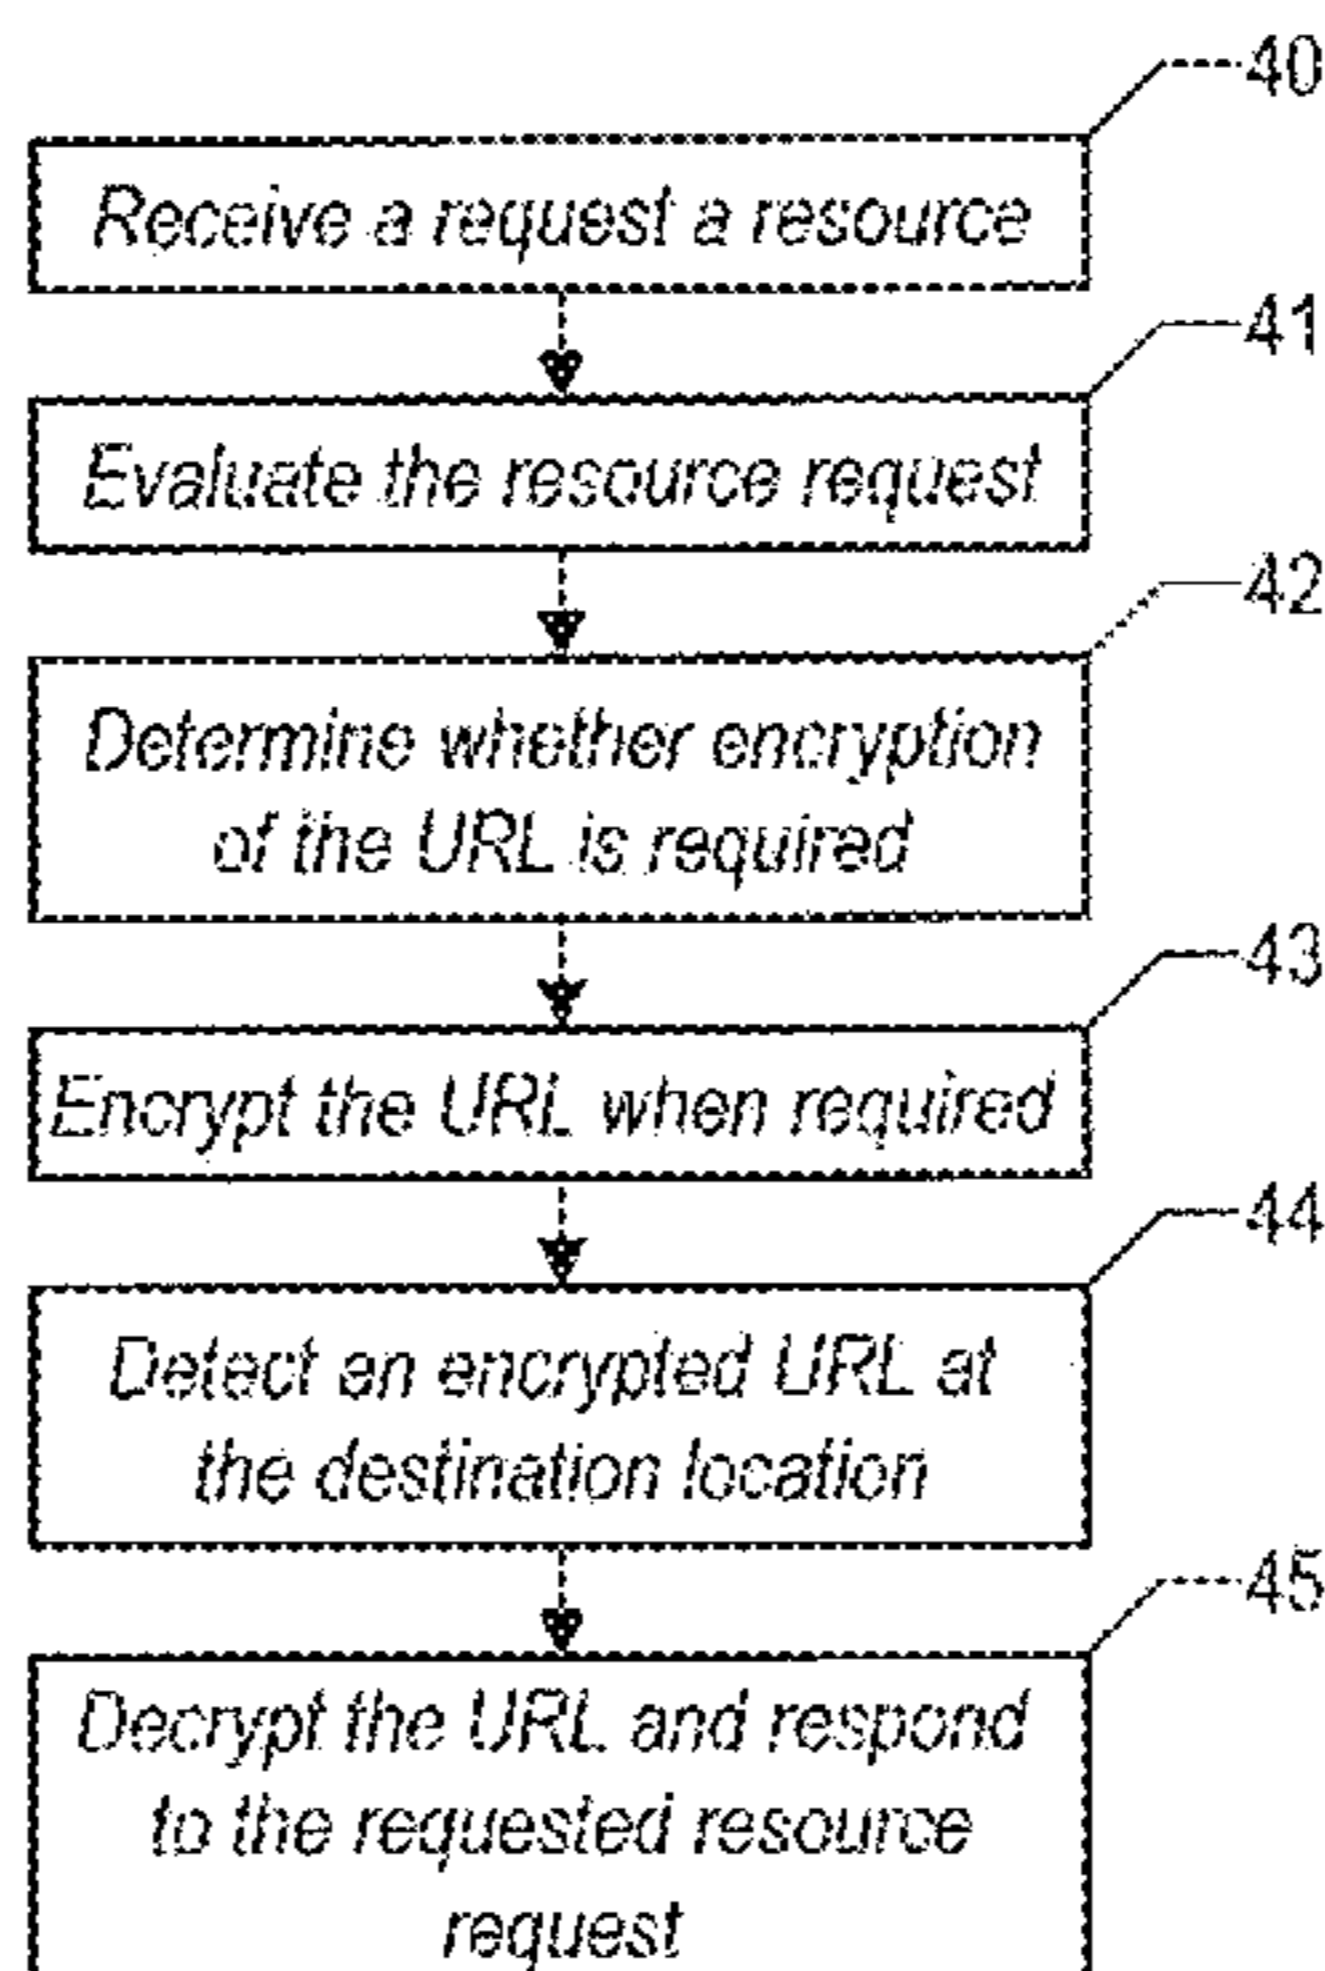 40
Receive a request a resource
41
Evaluate the resource request
42
Determine whether encryption
of the URL is required
43
Encrypt the URL when required
44
Detect an encrypted URL at
the destination location
45
Decrypt the URL and respond
to the requested resource
request